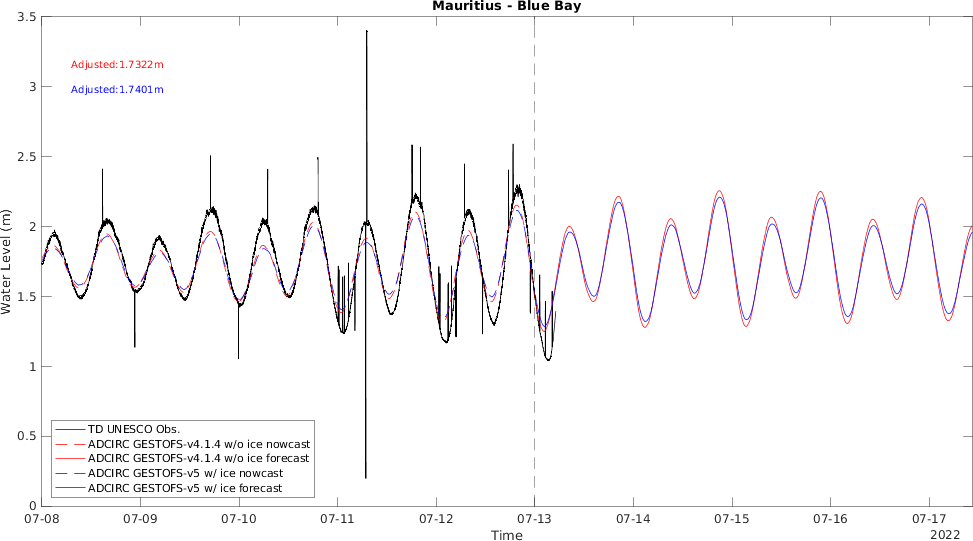 Mauritius - Blue Bay
3.5
3
2.5
2
1.5
1
0.5
0
Water Level (m)
Adjusted:1.7322m
Adjusted:1.7401m
TD UNESCO Obs.
ADCIRC GESTOFS-v4.1.4 w/o ice nowcast
ADCIRC GESTOFS-v4.1.4 w/o ice forecast
ADCIRC GESTOFS-v5 w/ ice nowcast
ADCIRC GESTOFS-v5 w/ ice forecast
07-08 07-09 07-10 07-11 07-12 07-13 07-14 07-15 07-16 07-17
Time
2022